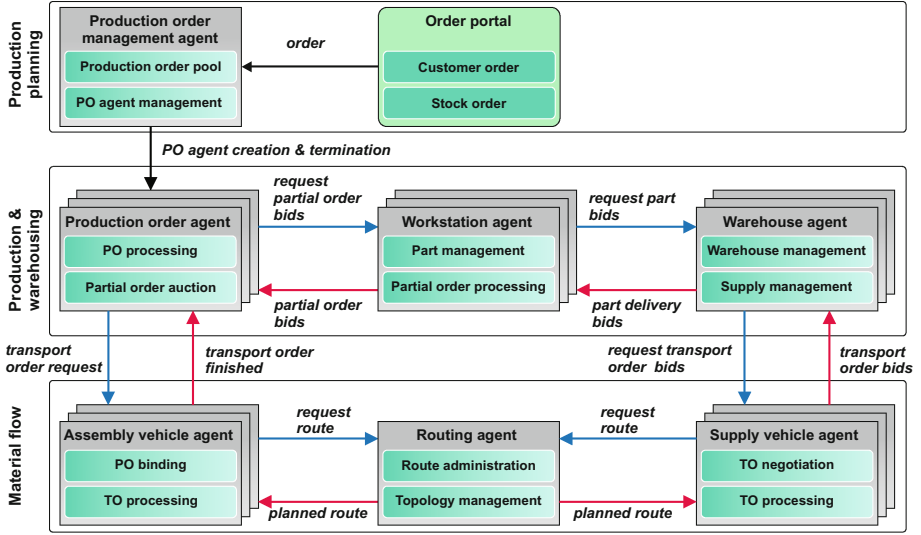 Production
planning
Production order
management agent
Production order pool
PO agent management
order
Order portal
Customer order
Stock order
PO agent creation & termination
Production &
warehousing
Production order agent
PO processing
Partial order auction
request
partial order
bids
partial order
bids
Workstation agent
Part management
Partial order processing
request part
bids
part delivery
bids
Warehouse agent
Warehouse management
Supply management
transport
order request
transport order
finished
request transport
order bids
transport
order bids
Material flow
Assembly vehicle agent
PO binding
TO processing
request
route
planned route
Routing agent
Route administration
Topology management
request
route
planned route
Supply vehicle agent
TO negotiation
TO processing